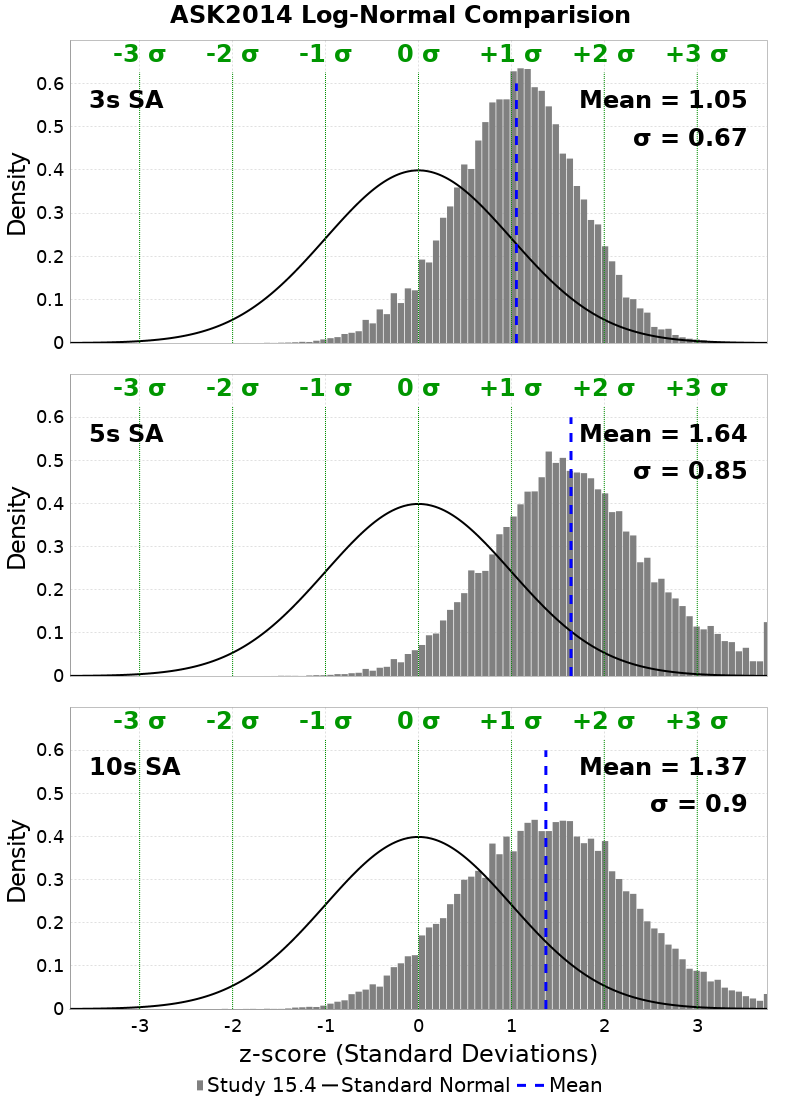 ASK2014 Log-Normal Comparision
-3 σ -2 σ -1 σ 0 σ +1 σ +2 σ +3 σ
3s SA
Mean = 1.05
σ = 0.67
0.6
0.5
0.4
0.3
0.2
0.1
0
Density
-3 σ -2 σ -1 σ 0 σ +1 σ +2 σ +3 σ
5s SA
Mean = 1.64
σ = 0.85
0.6
0.5
0.4
0.3
0.2
0.1
0
Density
-3 σ -2 σ -1 σ 0 σ +1 σ +2 σ +3 σ
10s SA
Mean = 1.37
σ = 0.9
0.6
0.5
0.4
0.3
0.2
0.1
0
Density
-3 -2 -1 0 1 2 3
z-score (Standard Deviations)
Study 15.4 Standard Normal Mean